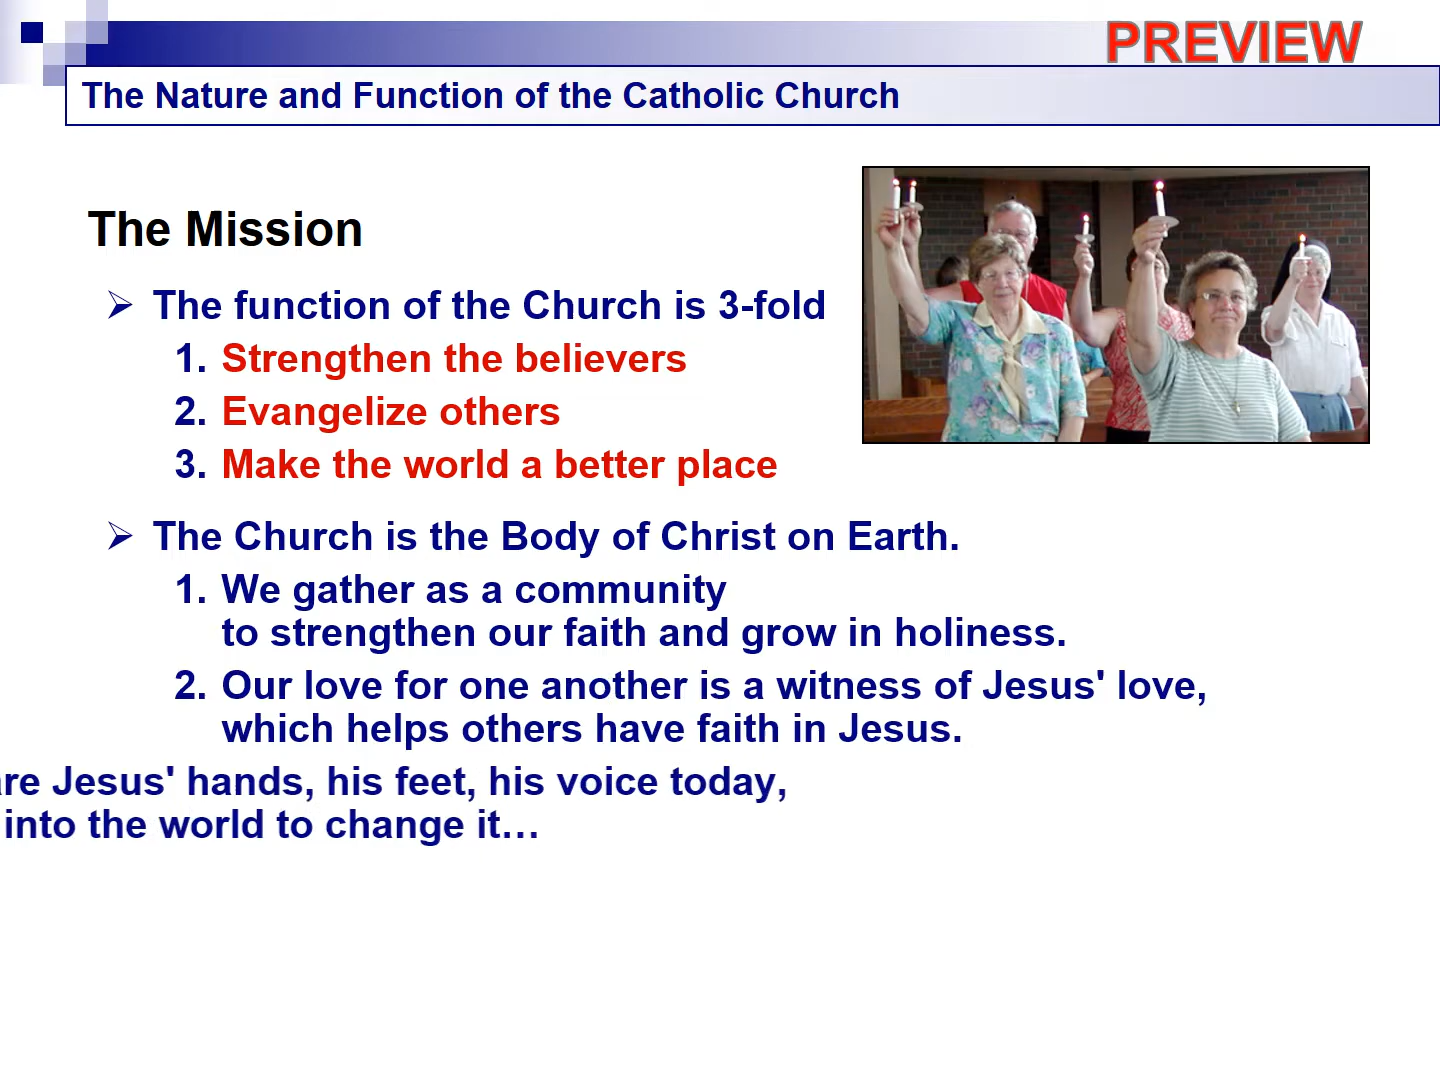 PREVIEW
The Nature and Function of the Catholic Church
The Mission
The function of the Church is 3-fold
1. Strengthen the believers
2. Evangelize others
3. Make the world a better place
The Church is the Body of Christ on Earth.
1. We gather as a community
to strengthen our faith and grow in holiness.
2. Our love for one another is a witness of Jesus' love,
which helps others have faith in Jesus.
Jesus' hands, his feet, his voice today,
into the world to change it…